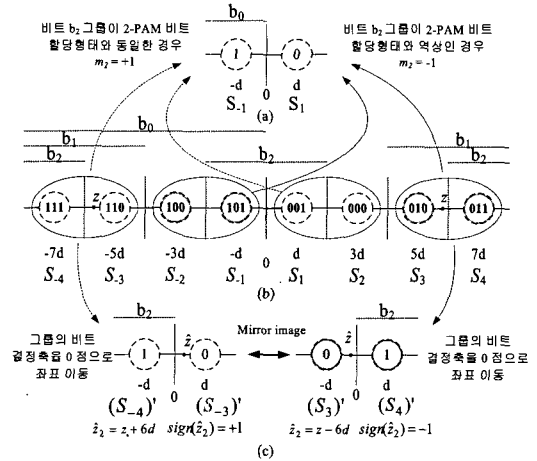 b₀
비트 b₂ 그룹이 2-PAM 비트
할당형태와 동일한 경우
m₂ = +1
비트 b₂ 그룹이 2-PAM 비트
할당형태와 역상인 경우
m₂ = -1
1 0
-d 0 d
S₋₁ S₁
(a)
b₀
b₁ b₁
b₂ b₂ b₂
111 z 110 100 101 001 000 010 z 011
-7d -5d -3d -d 0 d 3d 5d 7d
S₋₄ S₋₃ S₋₂ S₋₁ S₁ S₂ S₃ S₄
(b)
그룹의 비트
결정축을 0 점으로
좌표 이동
b₂ b₂
Mirror image
그룹의 비트
결정축을 0 점으로
좌표 이동
1 ẑ 0 0 ẑ 1
-d 0 d -d 0 d
(S₋₄)' (S₋₃)' (S₃)' (S₄)'
ẑ₂ = z + 6d sign(ẑ₂) = +1 ẑ₂ = z - 6d sign(ẑ₂) = -1
(c)